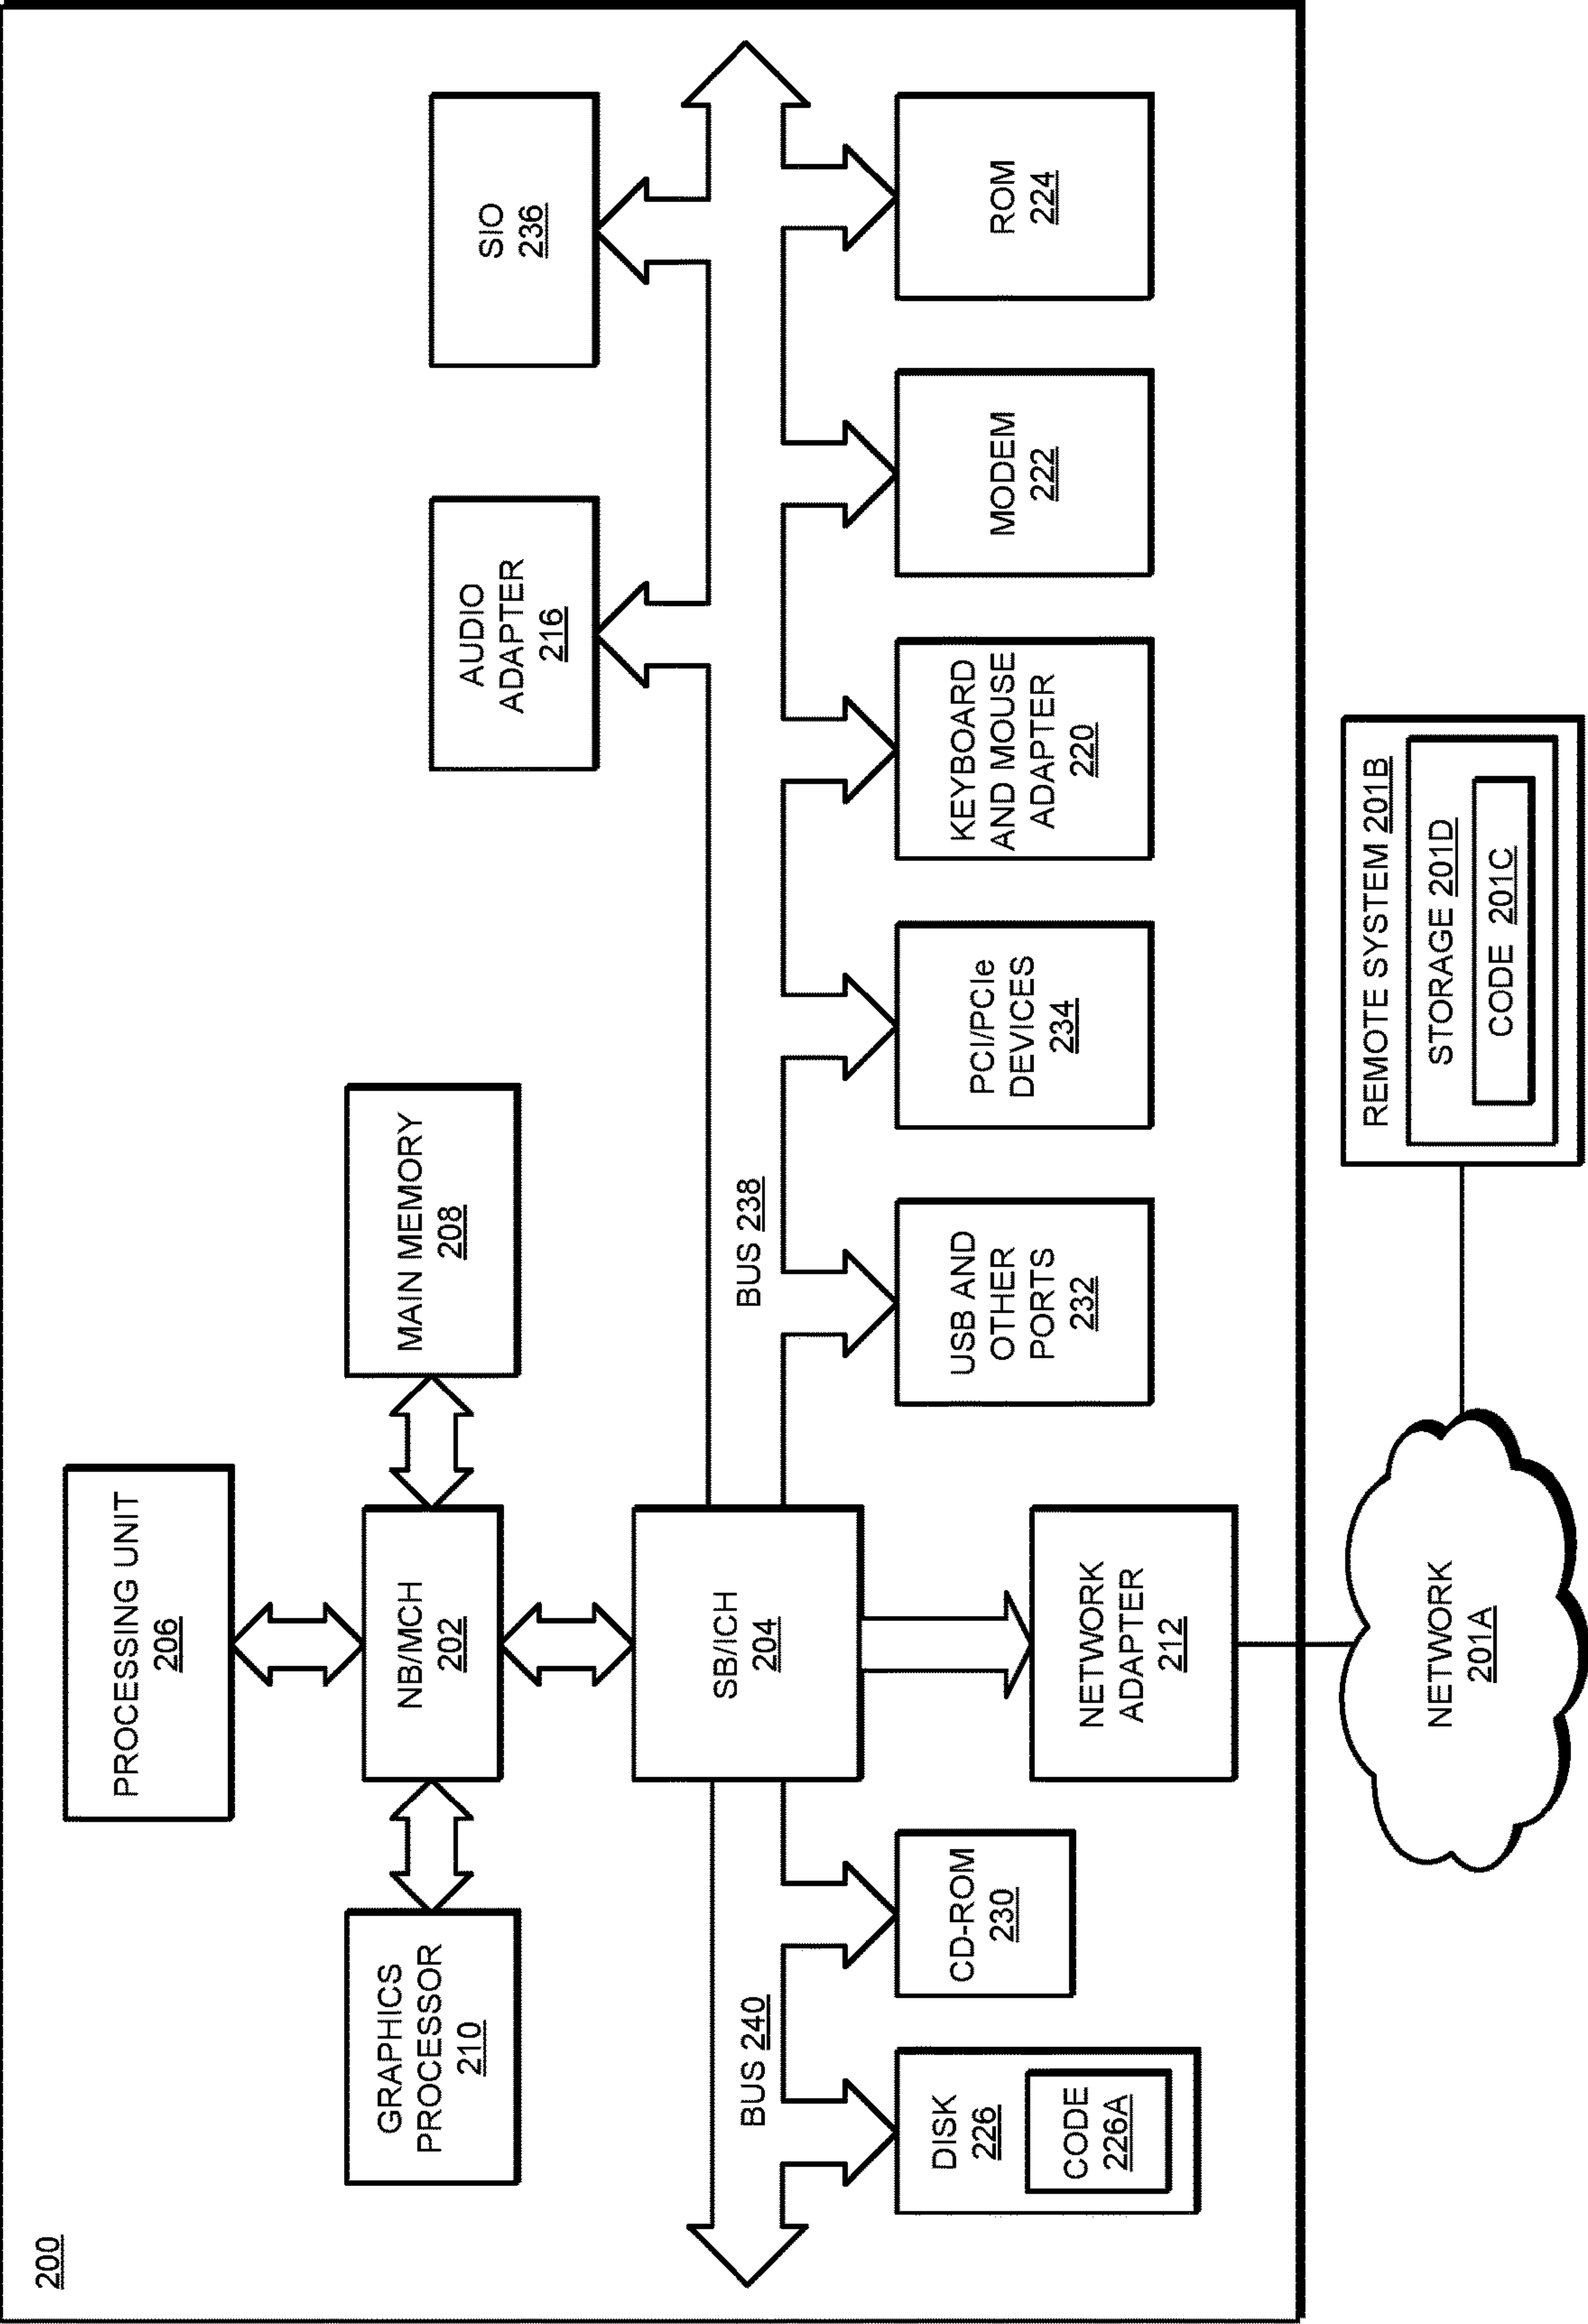 200
PROCESSING UNIT
206
GRAPHICS
PROCESSOR
210
NB/MCH
202
MAIN MEMORY
208
AUDIO
ADAPTER
216
SIO
236
SB/ICH
204
BUS 240
BUS 238
DISK
226
CODE
226A
CD-ROM
230
NETWORK
ADAPTER
212
USB AND
OTHER
PORTS
232
PCI/PCIe
DEVICES
234
KEYBOARD
AND MOUSE
ADAPTER
220
MODEM
222
ROM
224
NETWORK
201A
REMOTE SYSTEM 201B
STORAGE 201D
CODE 201C